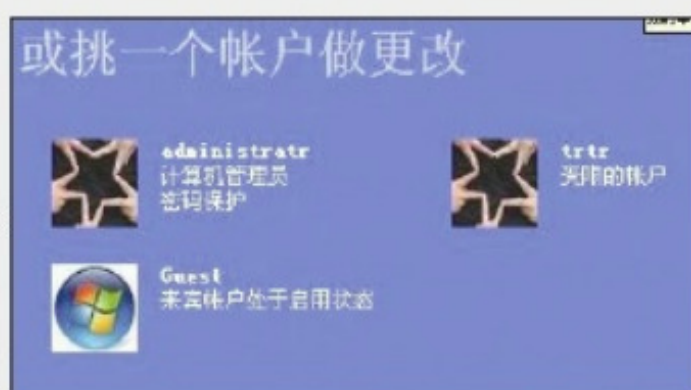 或挑一个帐户做更改
administratr
计算机管理员
密码保护
trtr
受限的帐户
Guest
来宾帐户处于启用状态